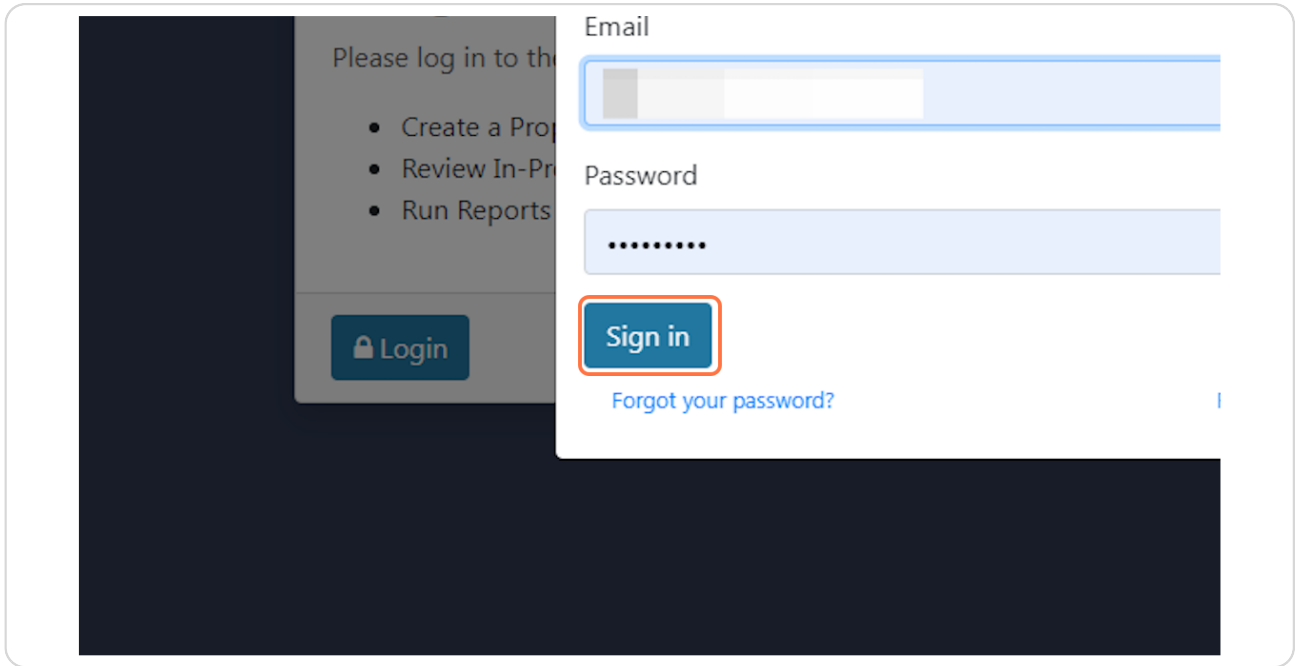 Email
Please log in to the
Create a Prop
Review In-Pr
Run Reports
Password
•••••••••
Sign in
Login
Forgot your password?